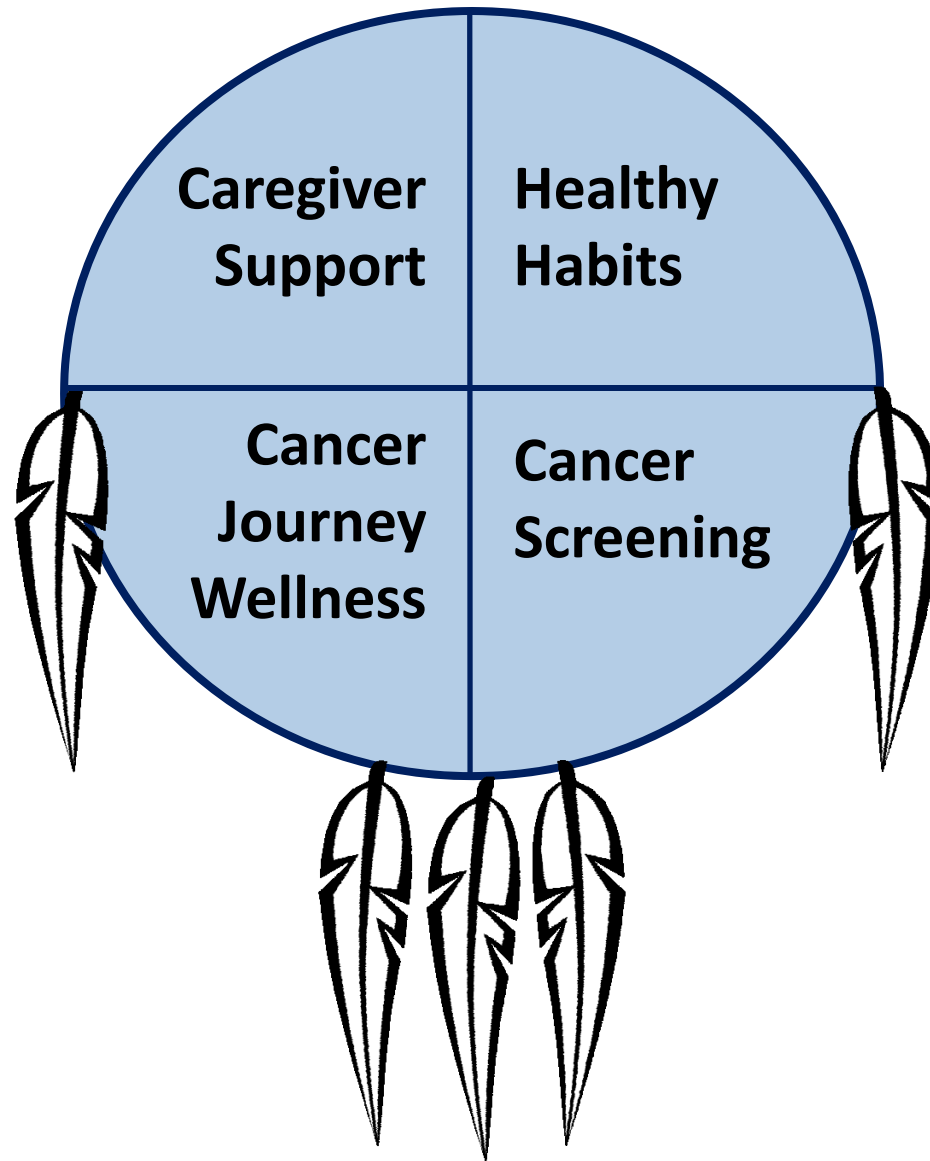 Caregiver
Support
Healthy
Habits
Cancer
Journey
Wellness
Cancer
Screening